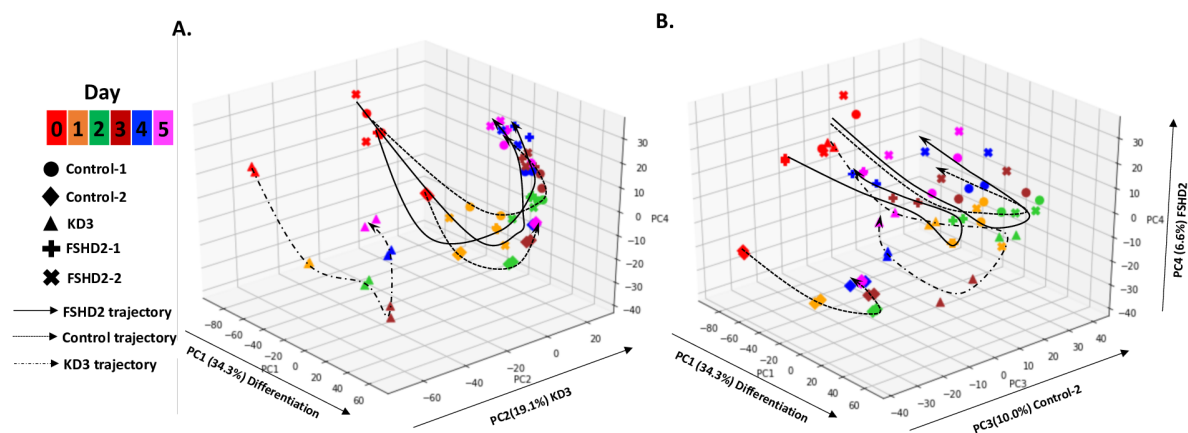 A.
B.
Day
0 1 2 3 4 5
Control-1
Control-2
KD3
FSHD2-1
FSHD2-2
FSHD2 trajectory
Control trajectory
KD3 trajectory
30
20
10
0
PC4
-10
-20
-30
-40
-80
-60
-40
-20
PC1
0
20
40
60
-60
-40
-20
PC2
0
20
PC1 (34.3%) Differentiation
PC2(19.1%) KD3
30
20
10
0
PC4
-10
-20
-30
-40
-80
-60
-40
-20
PC1
0
20
40
60
-40
-30
-20
-10
0
PC3
10
20
30
40
PC1 (34.3%) Differentiation
PC3(10.0%) Control-2
PC4 (6.6%) FSHD2